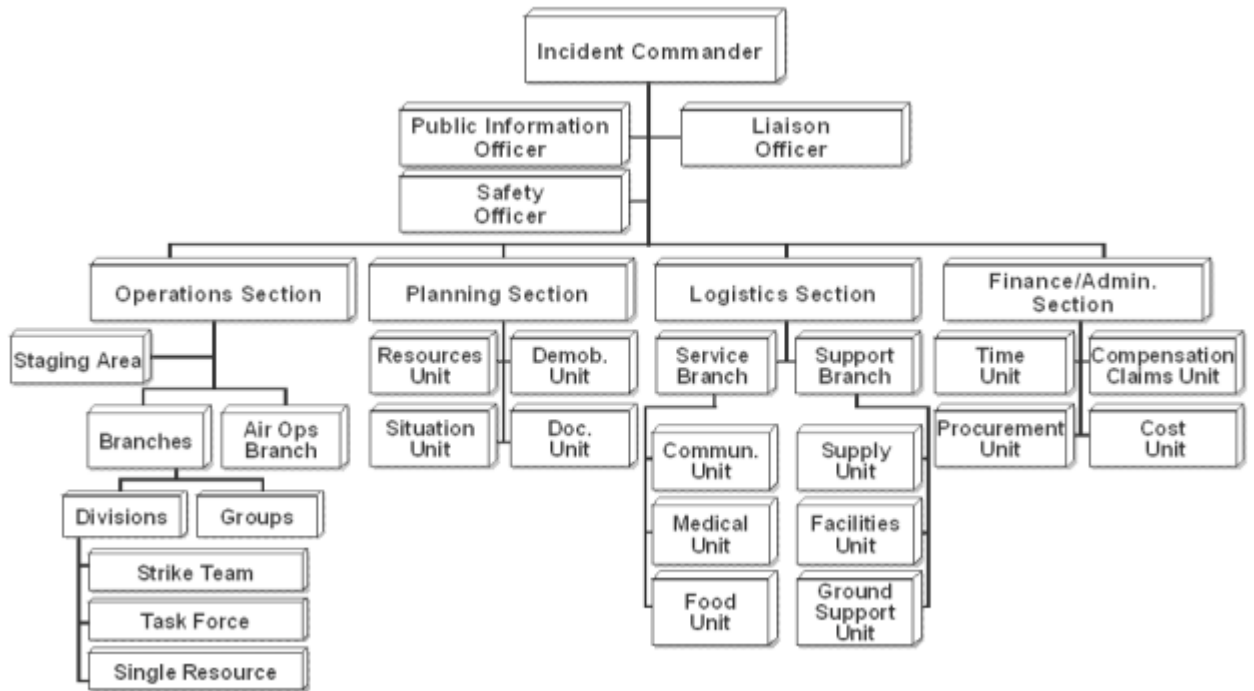 Incident Commander
Public Information
Officer
Liaison
Officer
Safety
Officer
Operations Section
Planning Section
Logistics Section
Finance/Admin.
Section
Staging Area
Resources
Unit
Demob.
Unit
Service
Branch
Support
Branch
Time
Unit
Compensation
Claims Unit
Branches
Air Ops
Branch
Situation
Unit
Doc.
Unit
Procurement
Unit
Cost
Unit
Commun.
Unit
Supply
Unit
Divisions
Groups
Medical
Unit
Facilities
Unit
Strike Team
Task Force
Single Resource
Food
Unit
Ground
Support
Unit